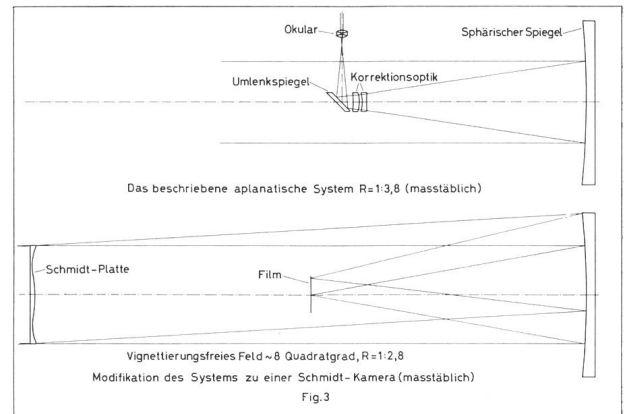 Okular
Sphärischer Spiegel
Umlenkspiegel
Korrektionsoptik
Das beschriebene aplanatische System R=1:3,8 (masstäblich)
Schmidt-Platte
Film
Vignettierungsfreies Feld ~8 Quadratgrad, R=1:2,8
Modifikation des Systems zu einer Schmidt-Kamera (masstäblich)
Fig.3